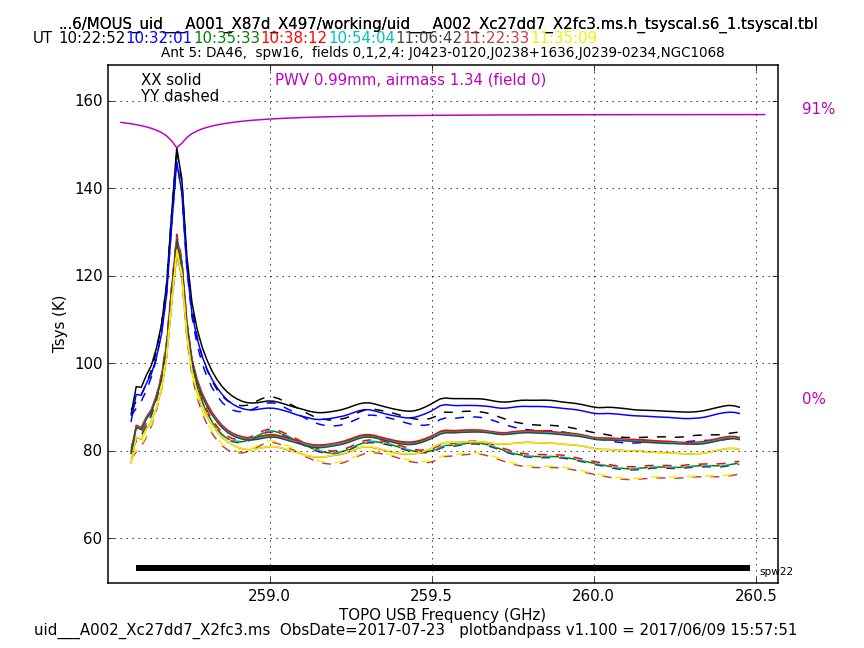 ...6/MOUS_uid___A001_X87d_X497/working/uid___A002_Xc27dd7_X2fc3.ms.h_tsyscal.s6_1.tsyscal.tbl
UT 10:22:52 10:32:01 10:35:33 10:38:12 10:54:04 11:06:42 11:22:33 11:35:09
Ant 5: DA46, spw16, fields 0,1,2,4: J0423-0120,J0238+1636,J0239-0234,NGC1068
XX solid
YY dashed
PWV 0.99mm, airmass 1.34 (field 0)
91%
0%
160
140
120
100
80
60
Tsys (K)
spw22
259.0 259.5 260.0 260.5
TOPO USB Frequency (GHz)
uid___A002_Xc27dd7_X2fc3.ms ObsDate=2017-07-23 plotbandpass v1.100 = 2017/06/09 15:57:51